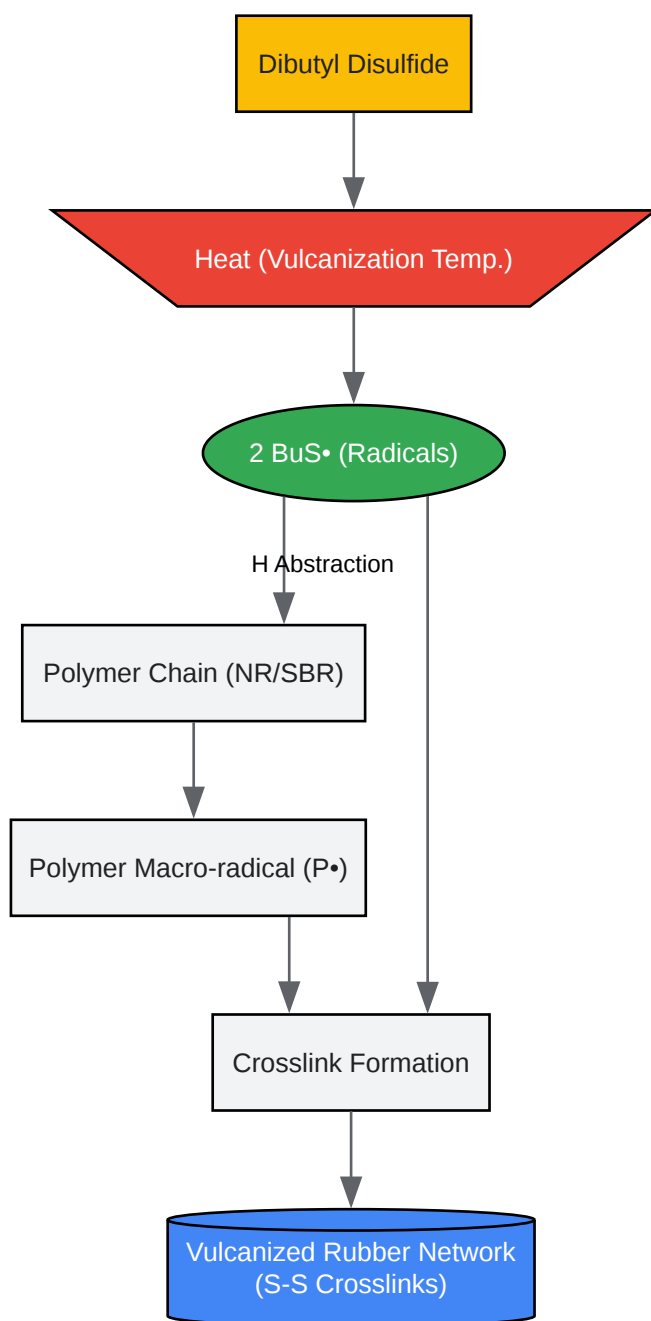 Dibutyl Disulfide
Heat (Vulcanization Temp.)
2 BuS• (Radicals)
H Abstraction
Polymer Chain (NR/SBR)
Polymer Macro-radical (P•)
Crosslink Formation
Vulcanized Rubber Network
(S-S Crosslinks)